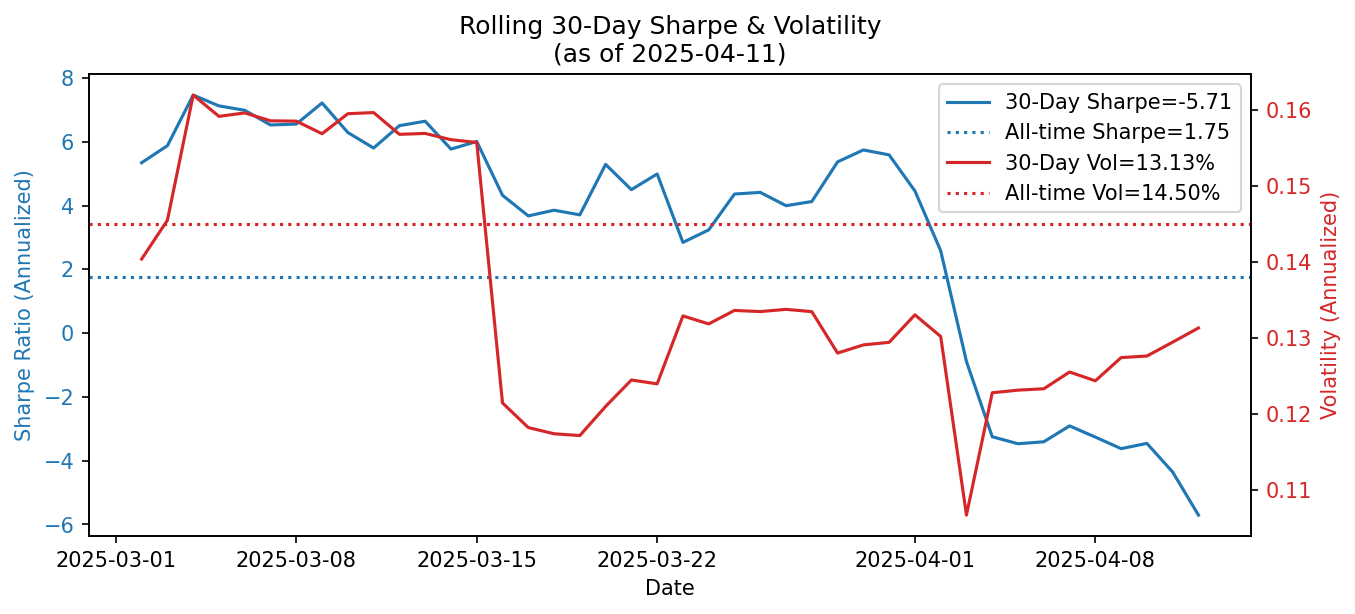 Rolling 30-Day Sharpe & Volatility
(as of 2025-04-11)
30-Day Sharpe=-5.71
All-time Sharpe=1.75
30-Day Vol=13.13%
All-time Vol=14.50%
Sharpe Ratio (Annualized)
8
6
4
2
0
−2
−4
−6
0.16
0.15
0.14
0.13
0.12
0.11
Volatility (Annualized)
2025-03-01 2025-03-08 2025-03-15 2025-03-22 2025-04-01 2025-04-08
Date